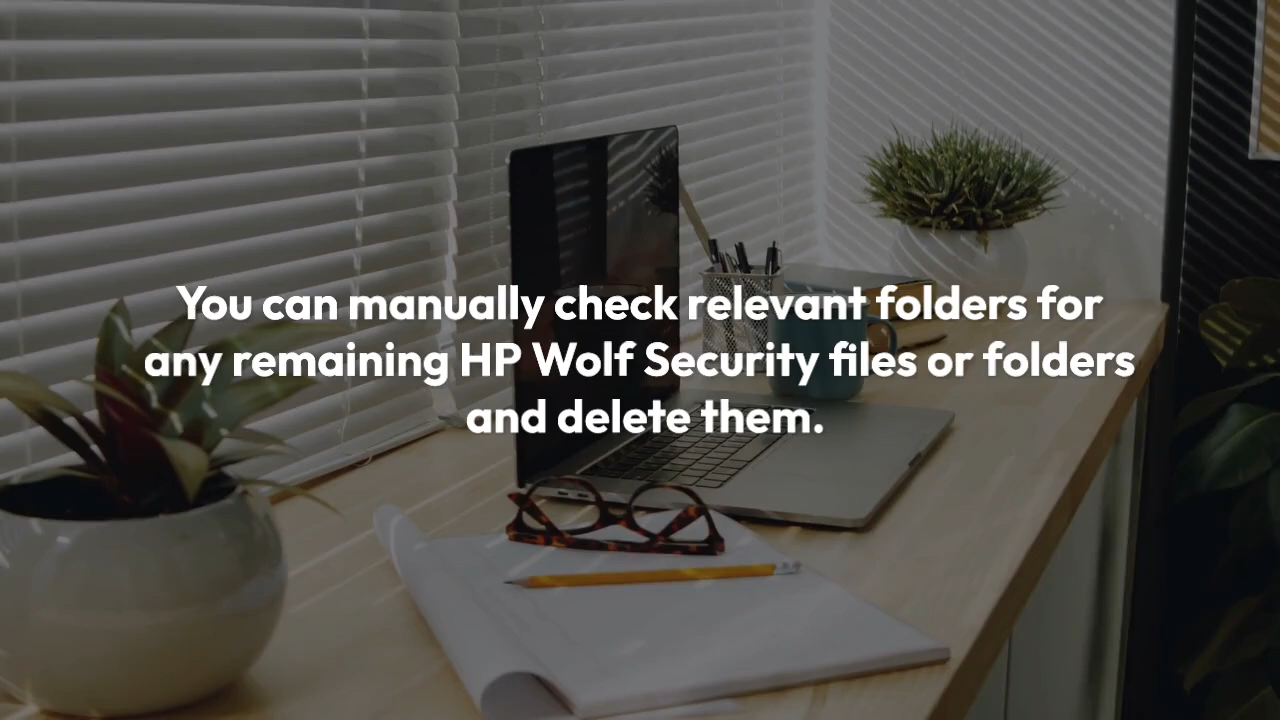 You can manually check relevant folders for
any remaining HP Wolf Security files or folders
and delete them.